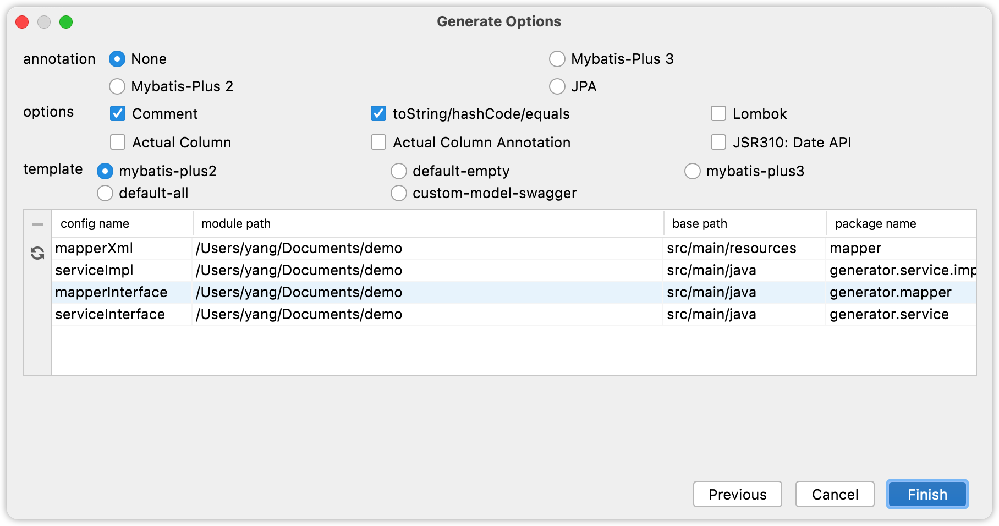 Generate Options
annotation None Mybatis-Plus 3
Mybatis-Plus 2 JPA
options Comment toString/hashCode/equals Lombok
Actual Column Actual Column Annotation JSR310: Date API
template mybatis-plus2 default-empty mybatis-plus3
default-all custom-model-swagger
config name module path base path package name
mapperXml /Users/yang/Documents/demo src/main/resources mapper
serviceImpl /Users/yang/Documents/demo src/main/java generator.service.imp
mapperInterface /Users/yang/Documents/demo src/main/java generator.mapper
serviceInterface /Users/yang/Documents/demo src/main/java generator.service
Previous Cancel Finish